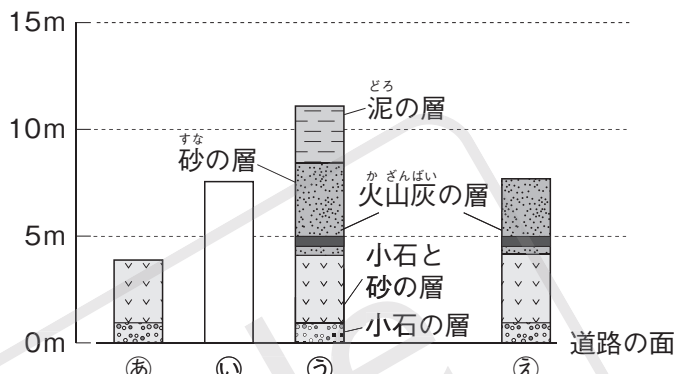 15m
どろ
泥の層
10m
すな
砂の層
か ざんばい
火山灰の層
5m
小石と
砂の層
小石の層
0m
道路の面
あ い う え